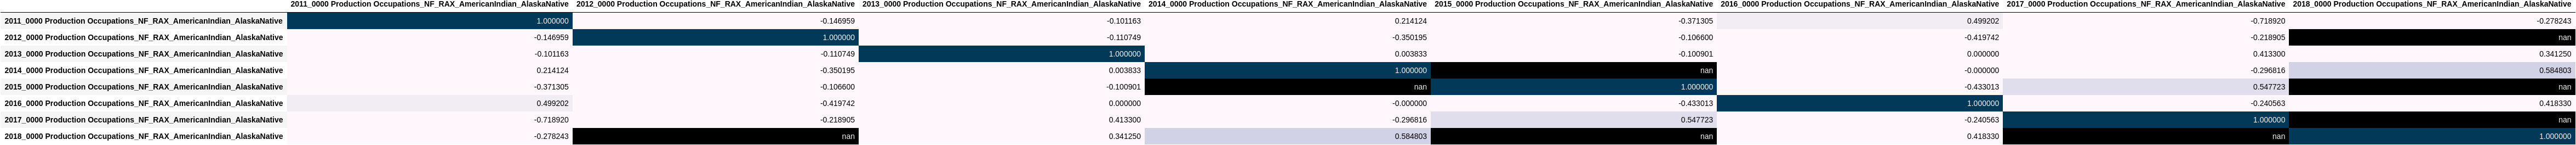 2011_0000 Production Occupations_NF_RAX_AmericanIndian_AlaskaNative 2012_0000 Production Occupations_NF_RAX_AmericanIndian_AlaskaNative 2013_0000 Production Occupations_NF_RAX_AmericanIndian_AlaskaNative 2014_0000 Production Occupations_NF_RAX_AmericanIndian_AlaskaNative 2015_0000 Production Occupations_NF_RAX_AmericanIndian_AlaskaNative 2016_0000 Production Occupations_NF_RAX_AmericanIndian_AlaskaNative 2017_0000 Production Occupations_NF_RAX_AmericanIndian_AlaskaNative 2018_0000 Production Occupations_NF_RAX_AmericanIndian_AlaskaNative
2011_0000 Production Occupations_NF_RAX_AmericanIndian_AlaskaNative 1.000000 -0.146959 -0.101163 0.214124 -0.371305 0.499202 -0.718920 -0.278243
2012_0000 Production Occupations_NF_RAX_AmericanIndian_AlaskaNative -0.146959 1.000000 -0.110749 -0.350195 -0.106600 -0.419742 -0.218905 nan
2013_0000 Production Occupations_NF_RAX_AmericanIndian_AlaskaNative -0.101163 -0.110749 1.000000 0.003833 -0.100901 0.000000 0.413300 0.341250
2014_0000 Production Occupations_NF_RAX_AmericanIndian_AlaskaNative 0.214124 -0.350195 0.003833 1.000000 nan -0.000000 -0.296816 0.584803
2015_0000 Production Occupations_NF_RAX_AmericanIndian_AlaskaNative -0.371305 -0.106600 -0.100901 nan 1.000000 -0.433013 0.547723 nan
2016_0000 Production Occupations_NF_RAX_AmericanIndian_AlaskaNative 0.499202 -0.419742 0.000000 -0.000000 -0.433013 1.000000 -0.240563 0.418330
2017_0000 Production Occupations_NF_RAX_AmericanIndian_AlaskaNative -0.718920 -0.218905 0.413300 -0.296816 0.547723 -0.240563 1.000000 nan
2018_0000 Production Occupations_NF_RAX_AmericanIndian_AlaskaNative -0.278243 nan 0.341250 0.584803 nan 0.418330 nan 1.000000